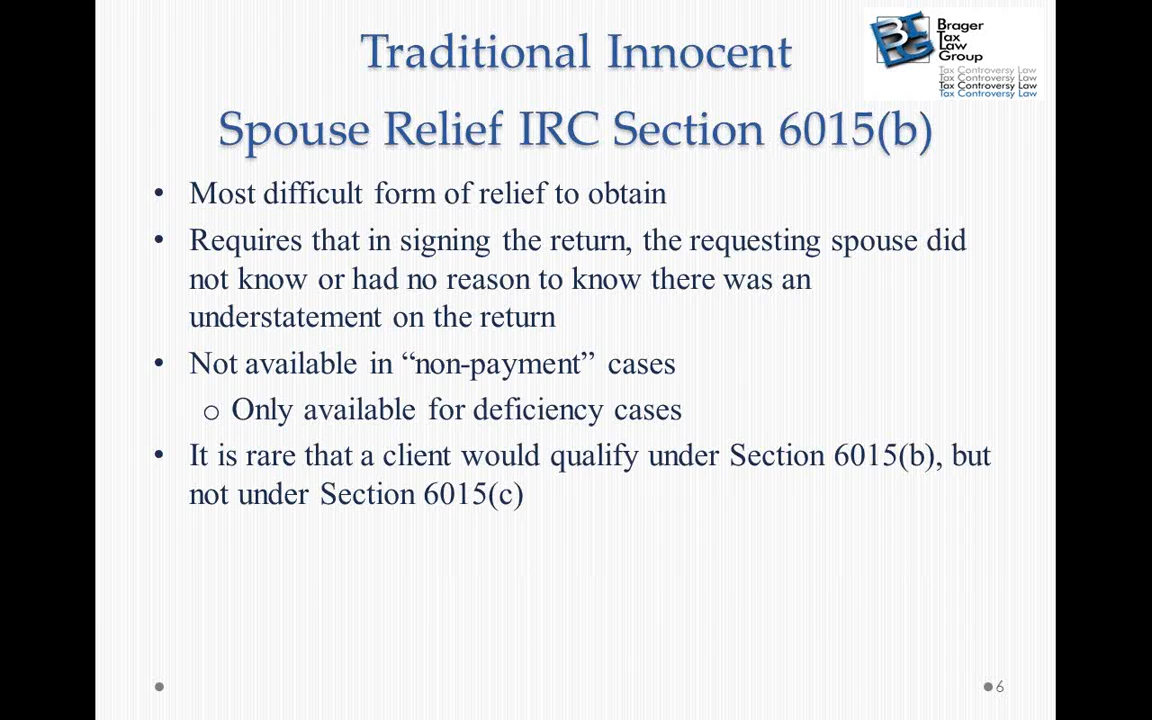 Traditional Innocent
Spouse Relief IRC Section 6015(b)
Brager
Tax
Law
Group
Tax Controversy Law
Tax Controversy Law
Tax Controversy Law
Tax Controversy Law
• Most difficult form of relief to obtain
• Requires that in signing the return, the requesting spouse did
not know or had no reason to know there was an
understatement on the return
• Not available in “non-payment” cases
o Only available for deficiency cases
• It is rare that a client would qualify under Section 6015(b), but
not under Section 6015(c)
6